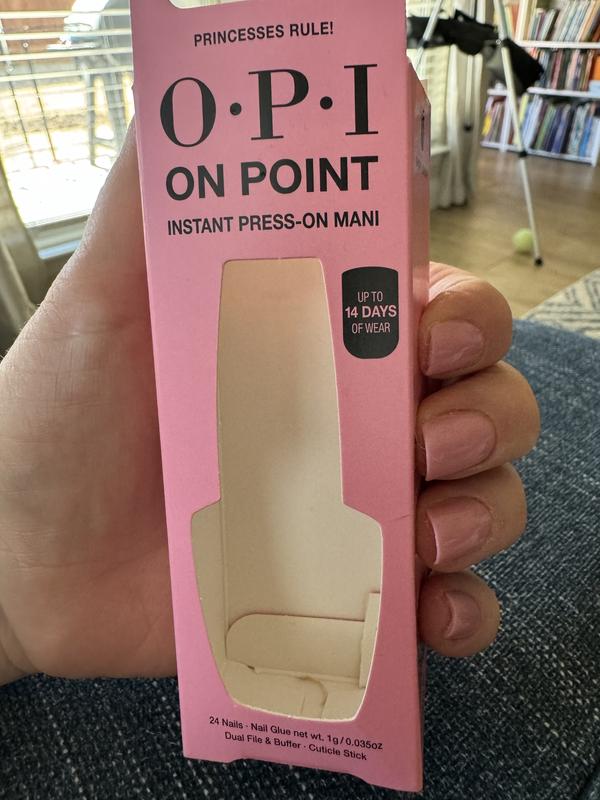 PRINCESSES RULE!
O·P·I
ON POINT
INSTANT PRESS-ON MANI
UP TO
14 DAYS
OF WEAR
24 Nails · Nail Glue net wt. 1g / 0.035oz
Dual File & Buffer · Cuticle Stick